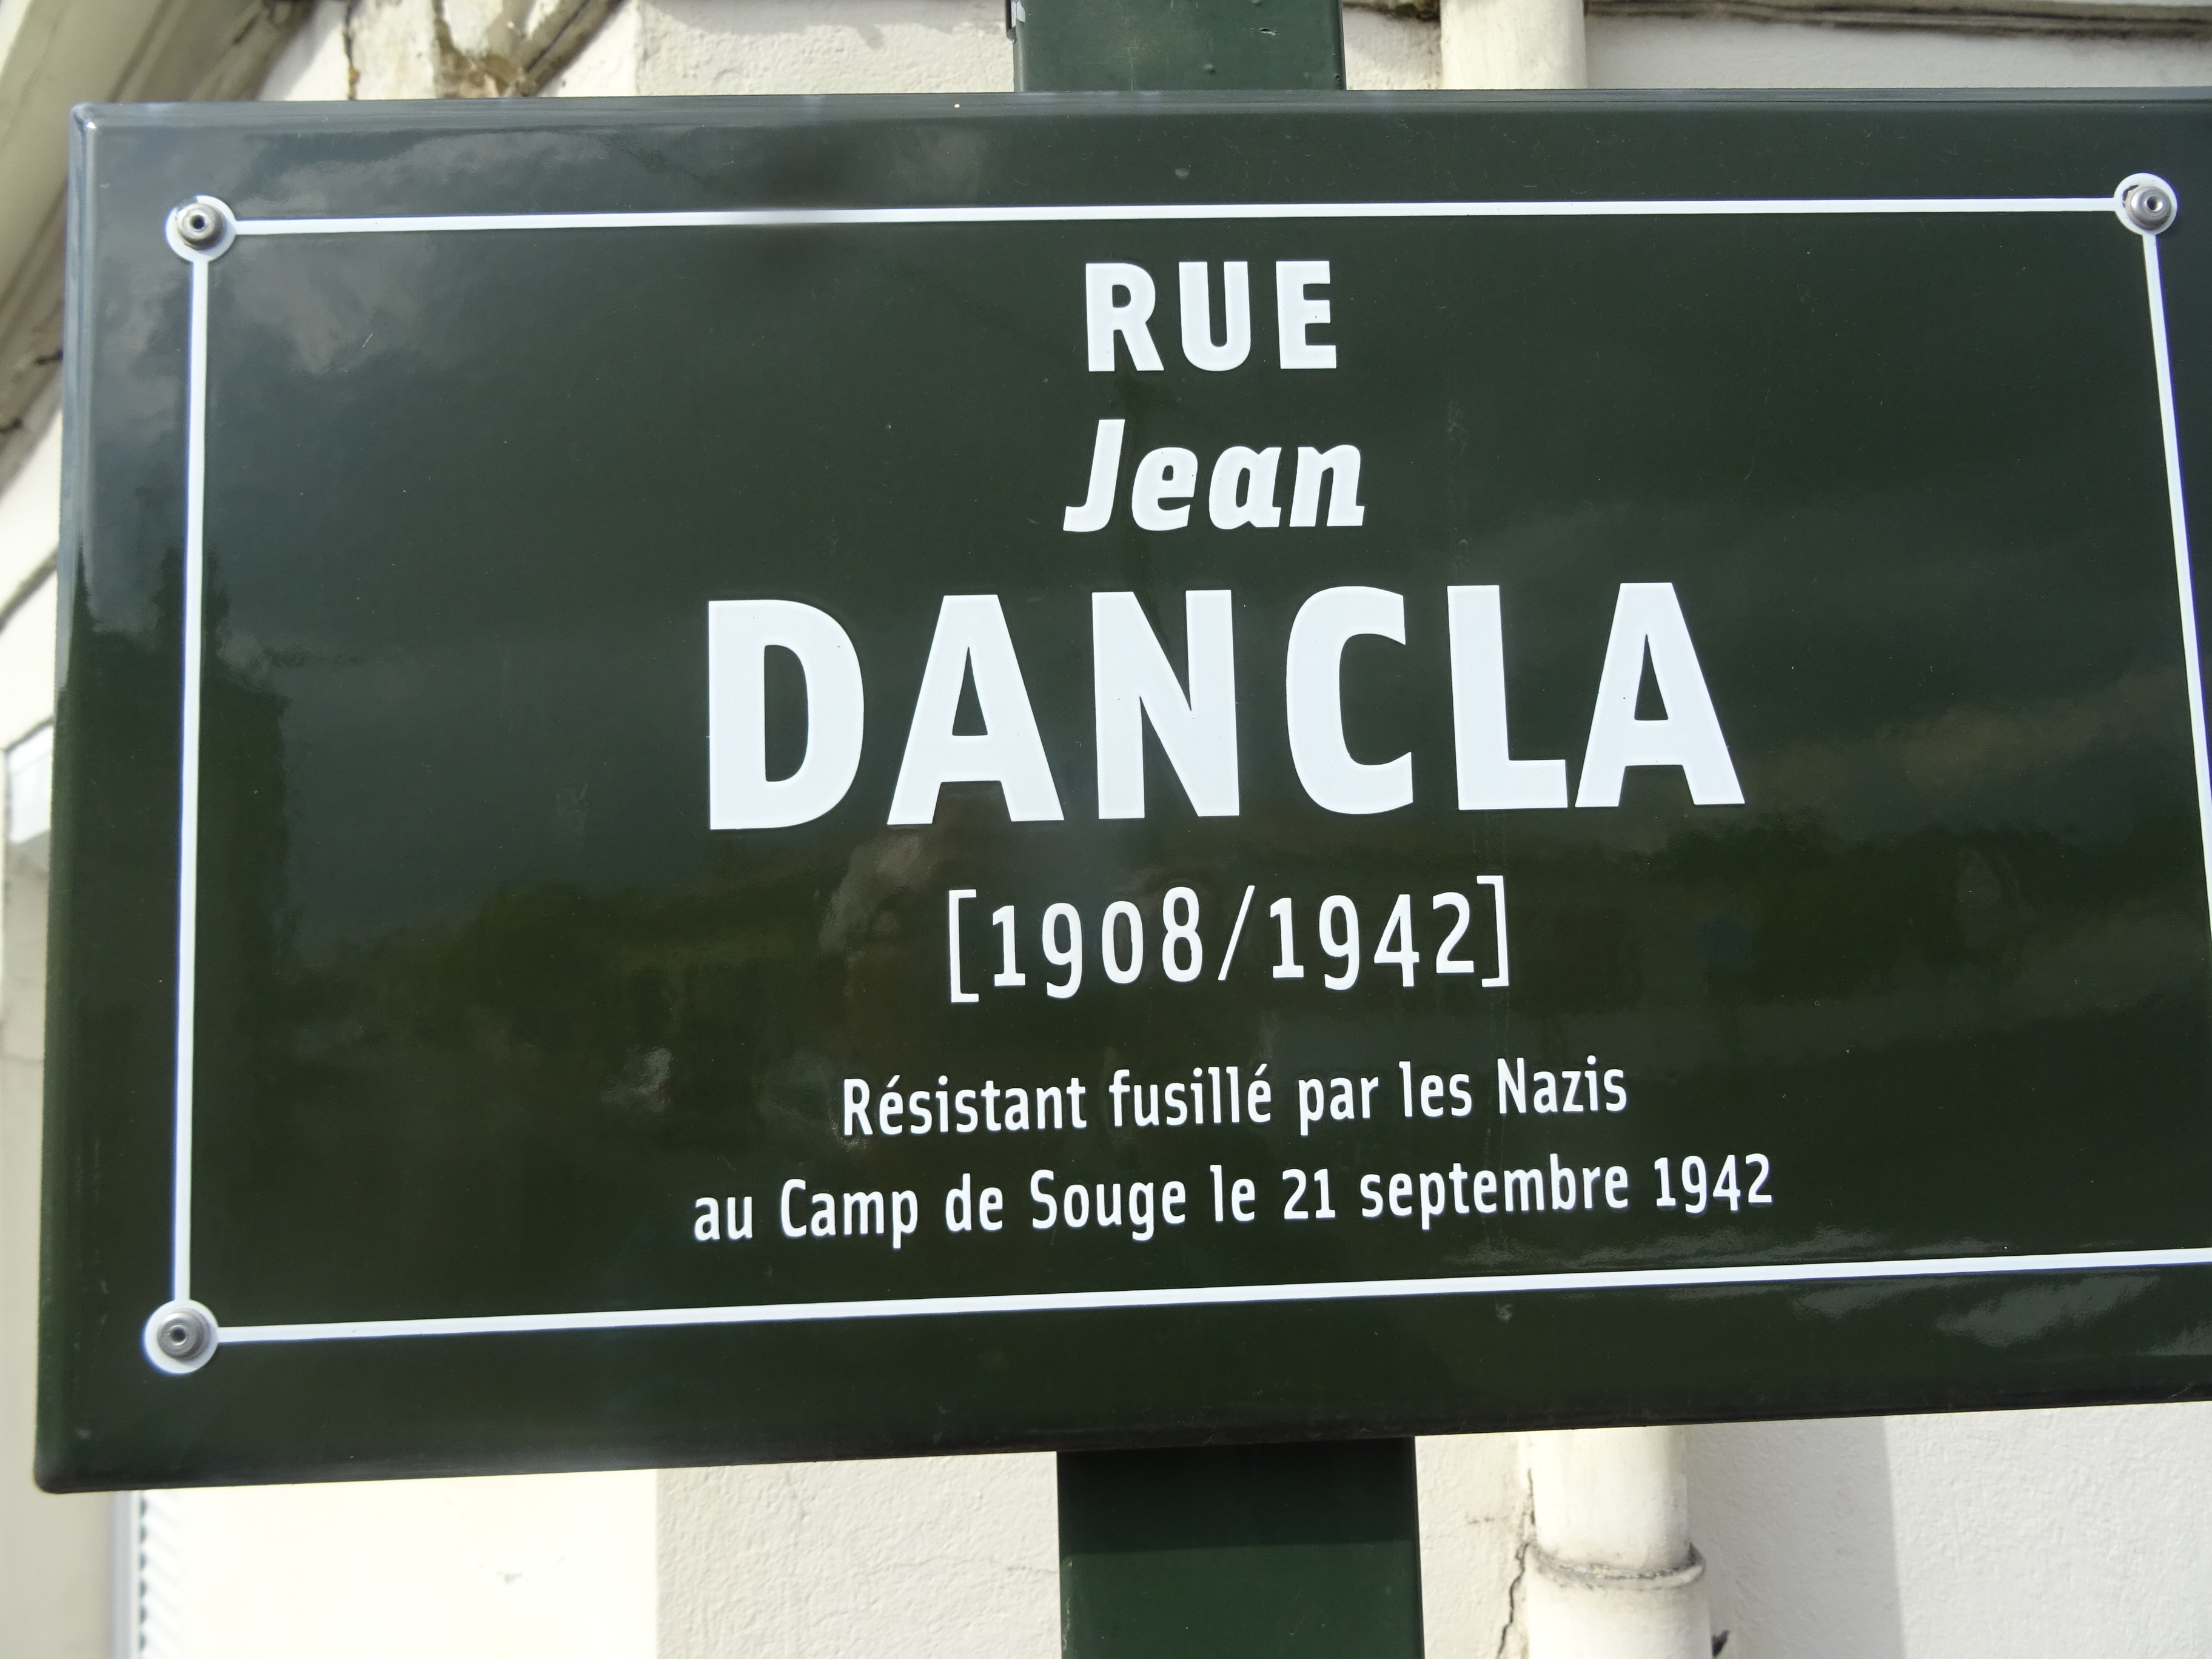 RUE
Jean
DANCLA
[1908/1942]
Résistant fusillé par les Nazis
au Camp de Souge le 21 septembre 1942